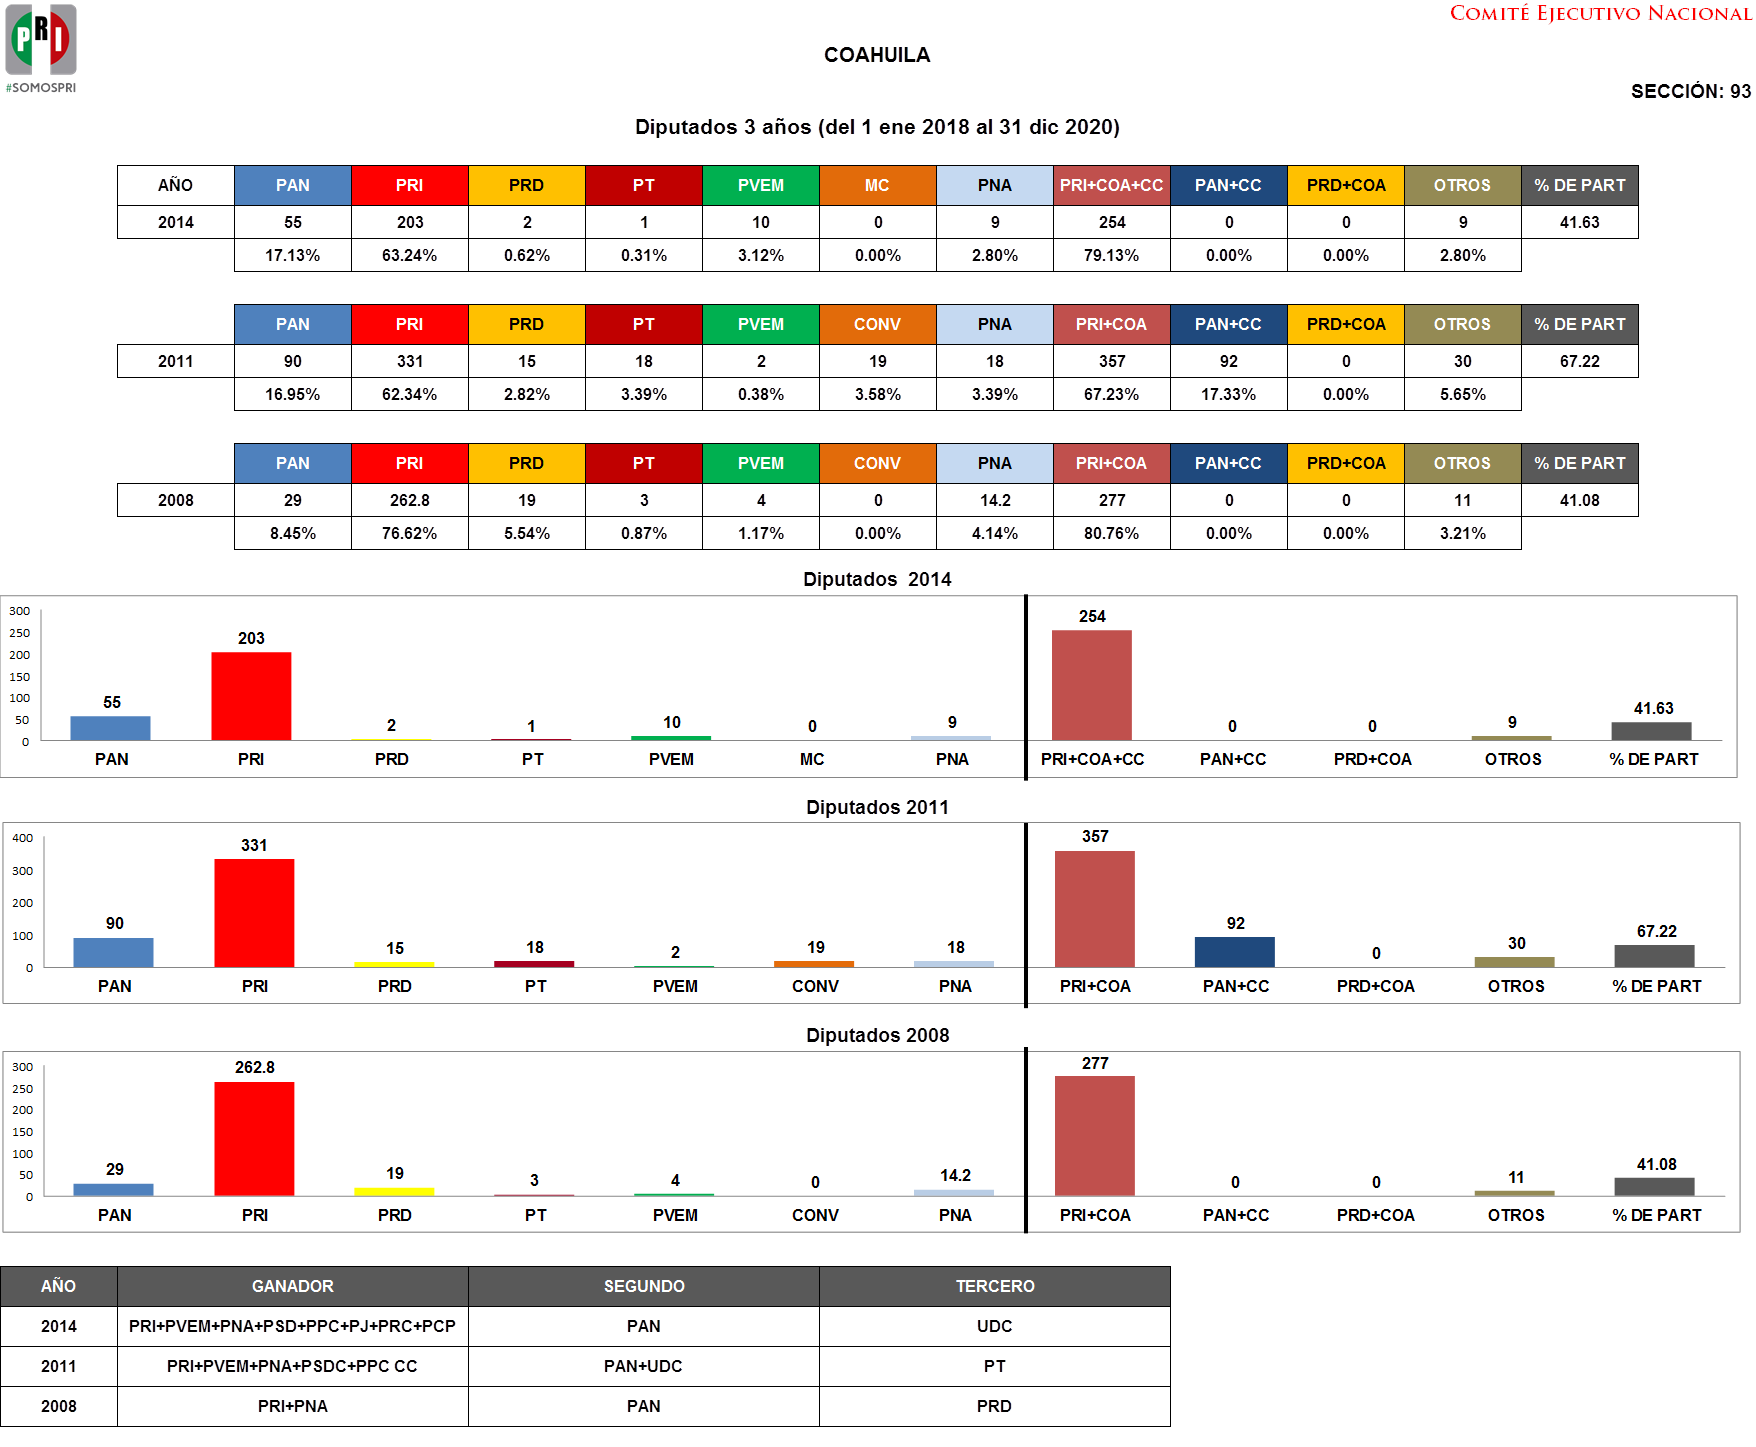 PRI
#SOMOSPRI
COMITÉ EJECUTIVO NACIONAL
COAHUILA
SECCIÓN: 93
Diputados 3 años (del 1 ene 2018 al 31 dic 2020)
AÑO PAN PRI PRD PT PVEM MC PNA PRI+COA+CC PAN+CC PRD+COA OTROS % DE PART
2014 55 203 2 1 10 0 9 254 0 0 9 41.63
17.13% 63.24% 0.62% 0.31% 3.12% 0.00% 2.80% 79.13% 0.00% 0.00% 2.80%
PAN PRI PRD PT PVEM CONV PNA PRI+COA PAN+CC PRD+COA OTROS % DE PART
2011 90 331 15 18 2 19 18 357 92 0 30 67.22
16.95% 62.34% 2.82% 3.39% 0.38% 3.58% 3.39% 67.23% 17.33% 0.00% 5.65%
PAN PRI PRD PT PVEM CONV PNA PRI+COA PAN+CC PRD+COA OTROS % DE PART
2008 29 262.8 19 3 4 0 14.2 277 0 0 11 41.08
8.45% 76.62% 5.54% 0.87% 1.17% 0.00% 4.14% 80.76% 0.00% 0.00% 3.21%
Diputados 2014
300
250
200
150
100
50
0
55 203 2 1 10 0 9 254 0 0 9 41.63
PAN PRI PRD PT PVEM MC PNA PRI+COA+CC PAN+CC PRD+COA OTROS % DE PART
Diputados 2011
400
300
200
100
0
90 331 15 18 2 19 18 357 92 0 30 67.22
PAN PRI PRD PT PVEM CONV PNA PRI+COA PAN+CC PRD+COA OTROS % DE PART
Diputados 2008
300
250
200
150
100
50
0
29 262.8 19 3 4 0 14.2 277 0 0 11 41.08
PAN PRI PRD PT PVEM CONV PNA PRI+COA PAN+CC PRD+COA OTROS % DE PART
AÑO GANADOR SEGUNDO TERCERO
2014 PRI+PVEM+PNA+PSD+PPC+PJ+PRC+PCP PAN UDC
2011 PRI+PVEM+PNA+PSDC+PPC CC PAN+UDC PT
2008 PRI+PNA PAN PRD